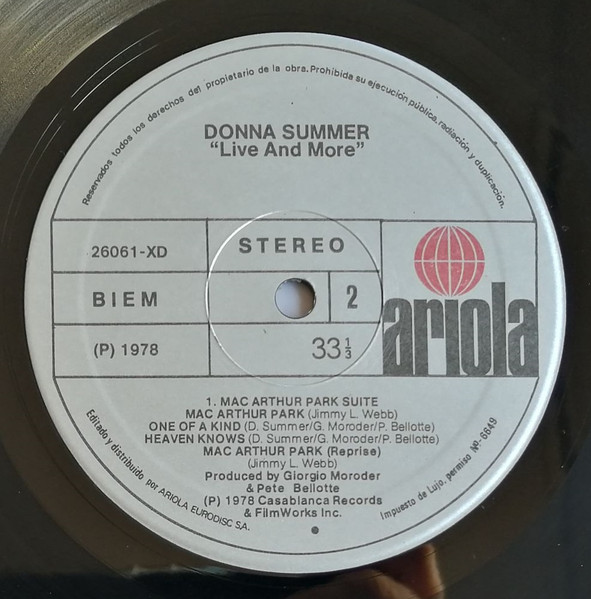 Reservados todos los derechos del propietario de la obra. Prohibida su ejecución pública, radiación y duplicación.
DONNA SUMMER
"Live And More"
26061-XD
STEREO
BIEM
2
(P) 1978
33 1/3
ariola
1. MAC ARTHUR PARK SUITE
MAC ARTHUR PARK (Jimmy L. Webb)
ONE OF A KIND (D. Summer/G. Moroder/P. Bellotte)
HEAVEN KNOWS (D. Summer/G. Moroder/P. Bellotte)
MAC ARTHUR PARK (Reprise)
(Jimmy L. Webb)
Produced by Giorgio Moroder
& Pete Bellotte
(P) 1978 Casablanca Records
& FilmWorks Inc.
Editado y distribuido por ARIOLA EURODISC S.A.
Impuesto de Lujo, permiso Nº-6649